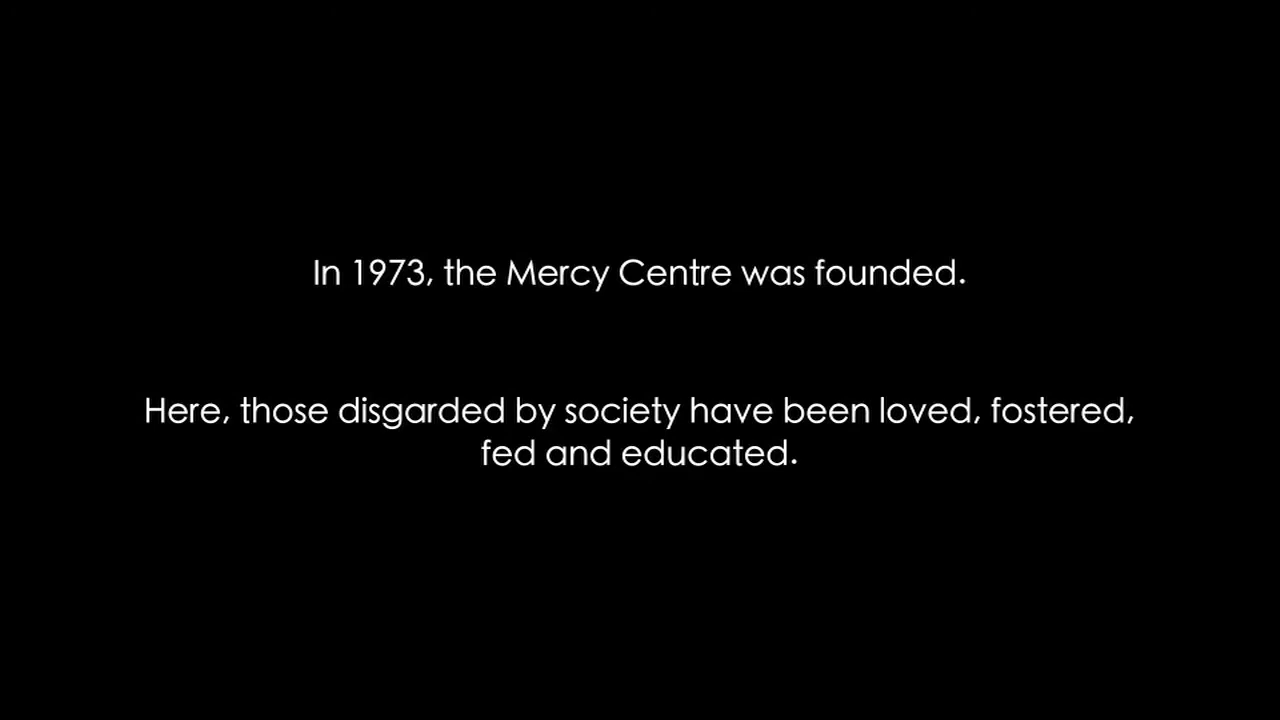 In 1973, the Mercy Centre was founded.
Here, those disgarded by society have been loved, fostered,
fed and educated.